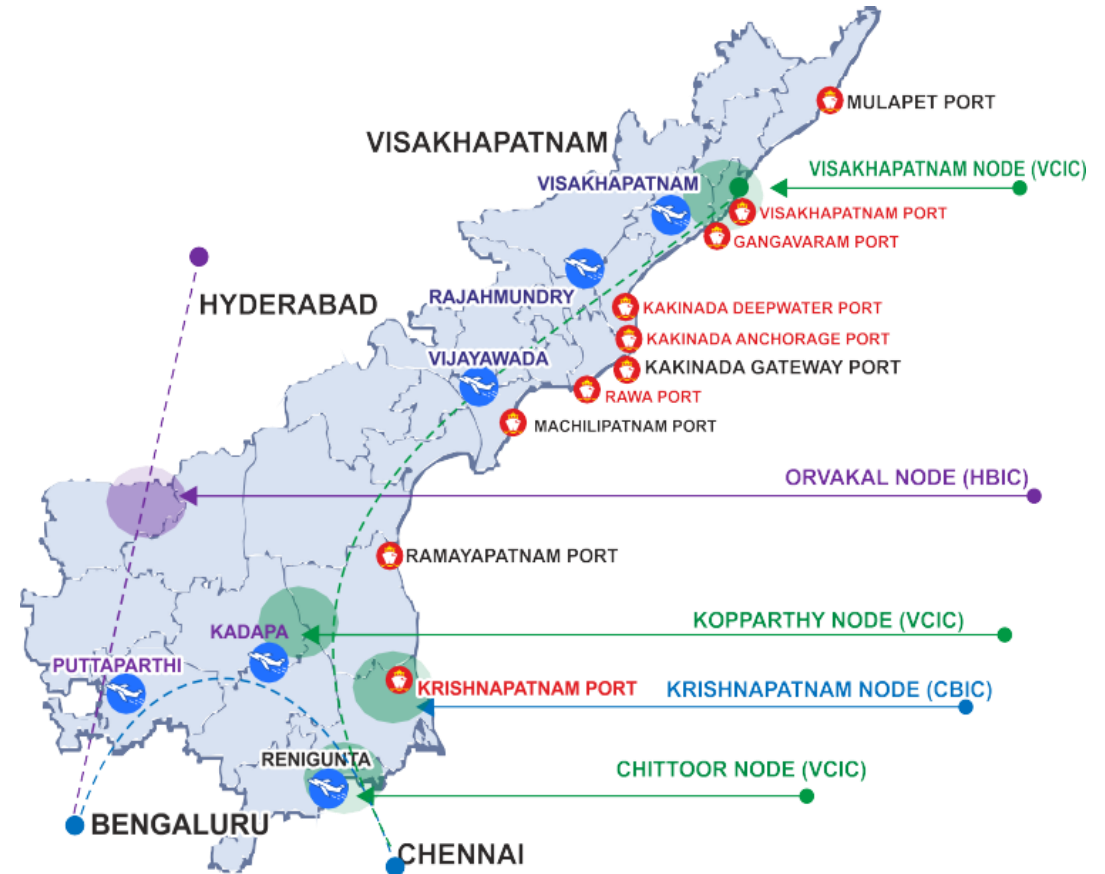 MULAPET PORT
VISAKHAPATNAM
VISAKHAPATNAM NODE (VCIC)
VISAKHAPATNAM
VISAKHAPATNAM PORT
GANGAVARAM PORT
RAJAHMUNDRY
HYDERABAD
KAKINADA DEEPWATER PORT
KAKINADA ANCHORAGE PORT
VIJAYAWADA
KAKINADA GATEWAY PORT
RAWA PORT
MACHILIPATNAM PORT
ORVAKAL NODE (HBIC)
RAMAYAPATNAM PORT
KOPPARTHY NODE (VCIC)
KADAPA
PUTTAPARTHI
KRISHNAPATNAM PORT
KRISHNAPATNAM NODE (CBIC)
RENIGUNTA
CHITTOOR NODE (VCIC)
BENGALURU
CHENNAI